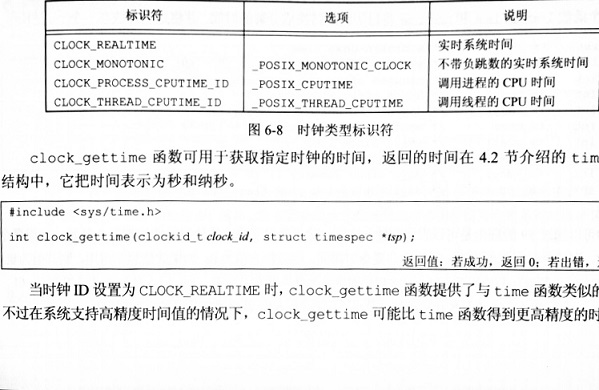 标识符 选项 说明
CLOCK_REALTIME 实时系统时间
CLOCK_MONOTONIC _POSIX_MONOTONIC_CLOCK 不带负跳数的实时系统时间
CLOCK_PROCESS_CPUTIME_ID _POSIX_CPUTIME 调用进程的 CPU 时间
CLOCK_THREAD_CPUTIME_ID _POSIX_THREAD_CPUTIME 调用线程的 CPU 时间
图 6-8 时钟类型标识符
clock_gettime 函数可用于获取指定时钟的时间，返回的时间在 4.2 节介绍的 tim
结构中，它把时间表示为秒和纳秒。
#include <sys/time.h>
int clock_gettime(clockid_t clock_id, struct timespec *tsp);
返回值：若成功，返回 0；若出错，
当时钟 ID 设置为 CLOCK_REALTIME 时，clock_gettime 函数提供了与 time 函数类似的
不过在系统支持高精度时间值的情况下，clock_gettime 可能比 time 函数得到更高精度的时